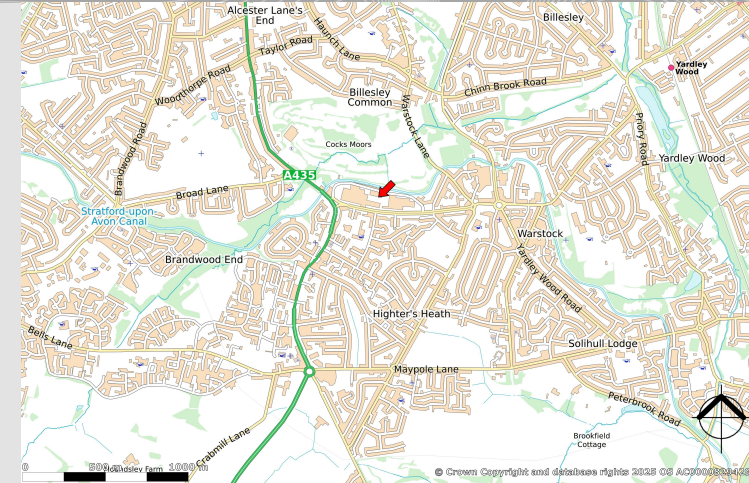 Alcester Lane's
End
Billesley
Haunch Lane
Taylor Road
Yardley
Wood
Woodthorpe Road
Chinn Brook Road
Billesley
Common
Warstock Lane
Priory Road
Brandwood Road
Cocks Moors
Yardley Wood
A435
Broad Lane
Stratford-upon-
Avon Canal
Warstock
Brandwood End
Yardley Wood Road
Highter's Heath
Bells Lane
Solihull Lodge
Maypole Lane
Peterbrook Road
Crabmill Lane
Brookfield
Cottage
Farm
0
1000 m
© Crown Copyright and database rights 2025 OS